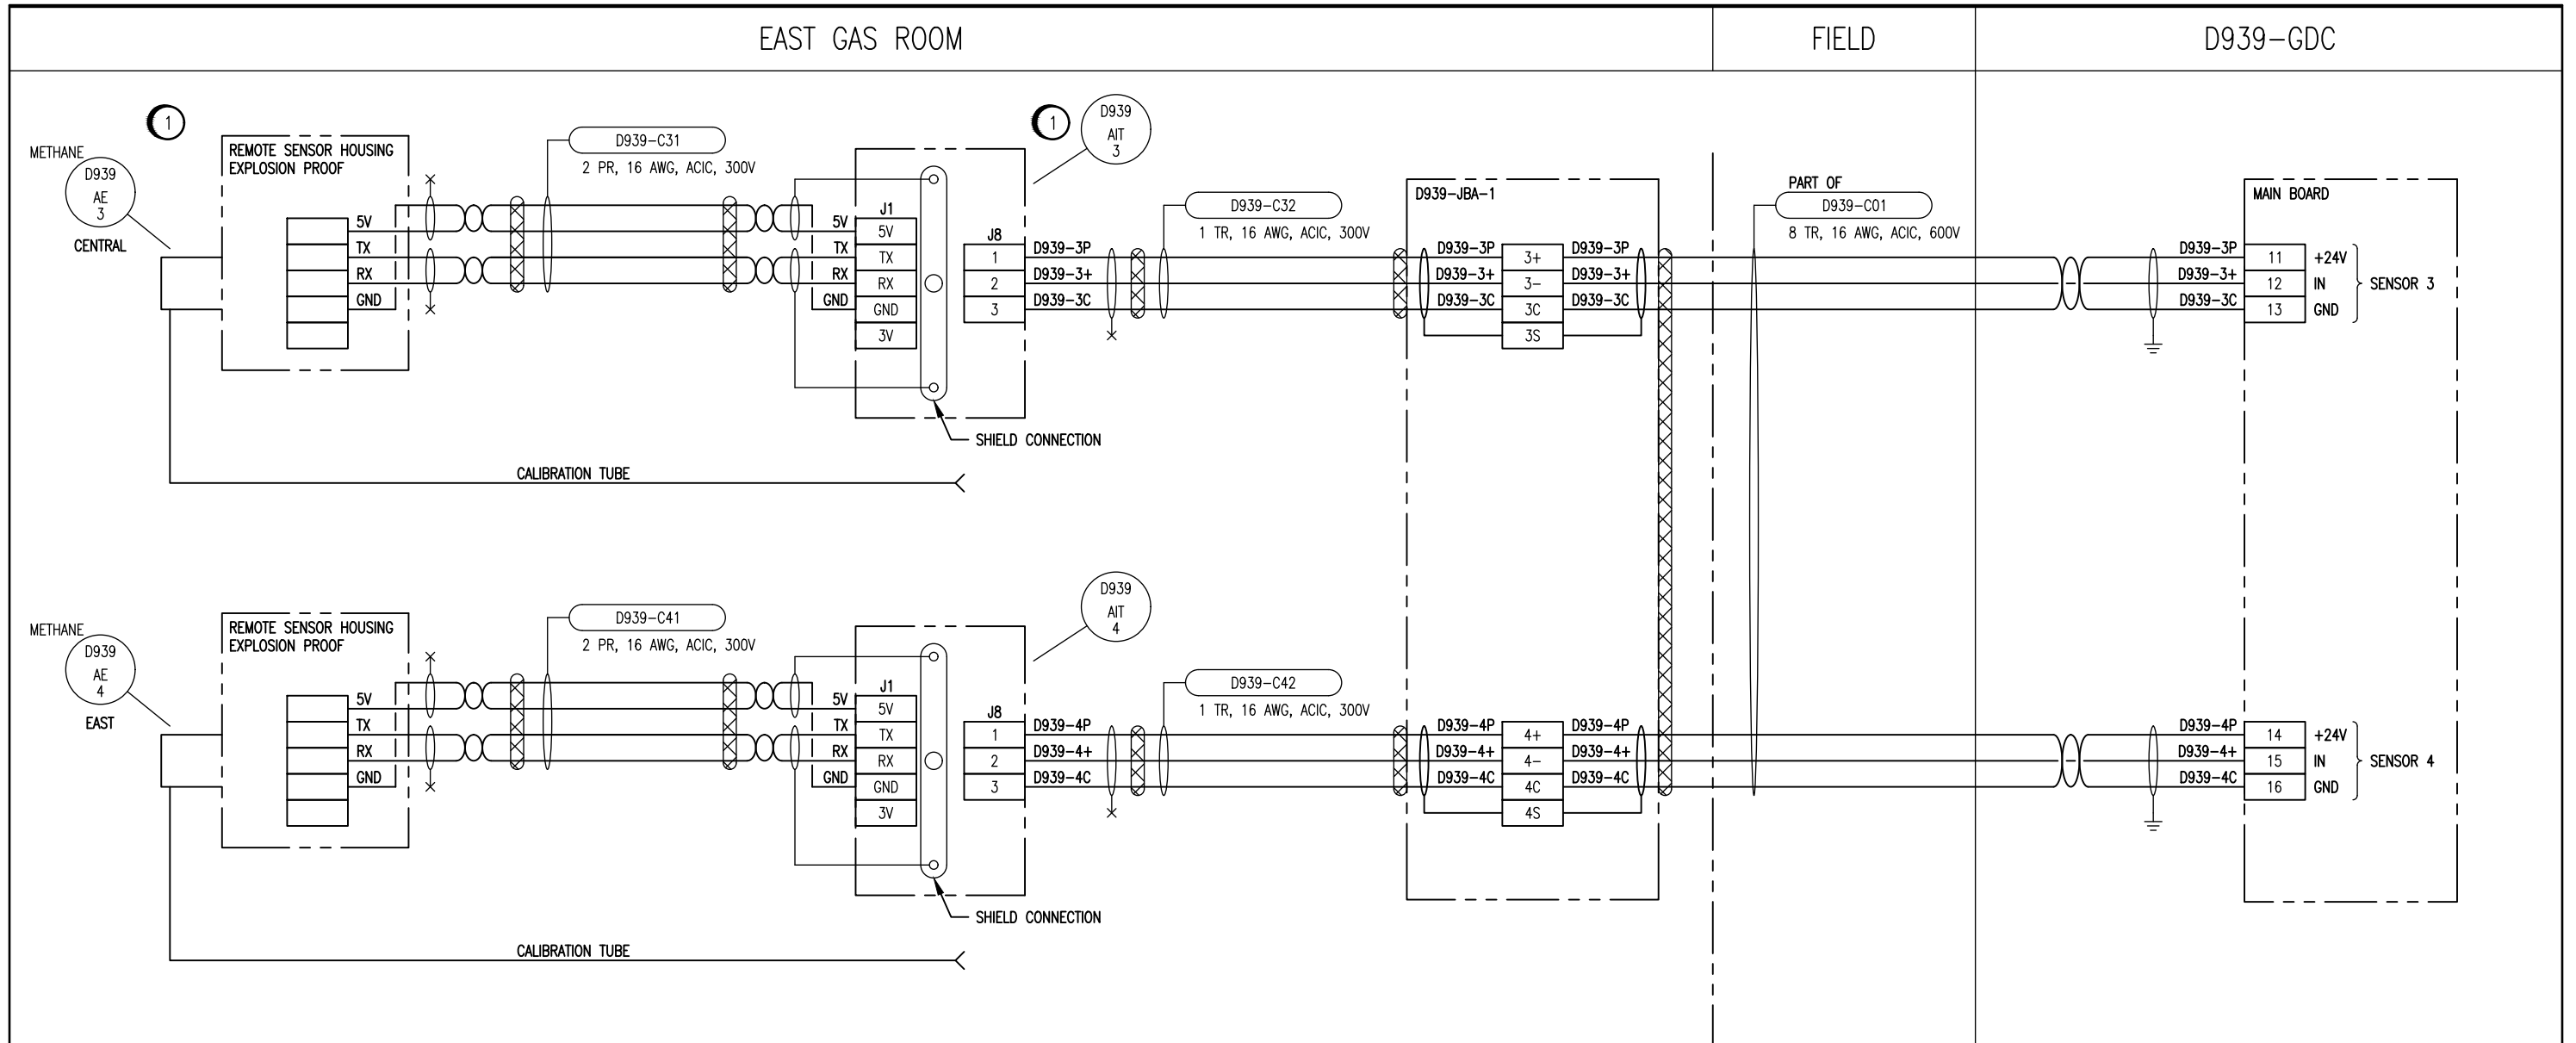 EAST GAS ROOM
FIELD
D939-GDC
1
METHANE
D939
AE
3
CENTRAL
REMOTE SENSOR HOUSING
EXPLOSION PROOF
5V
TX
RX
GND
D939-C31
2 PR, 16 AWG, ACIC, 300V
5V
TX
RX
GND
J1
5V
TX
RX
GND
3V
SHIELD CONNECTION
CALIBRATION TUBE
1
D939
AIT
3
J8
1
2
3
D939-3P
D939-3+
D939-3C
D939-C32
1 TR, 16 AWG, ACIC, 300V
D939-JBA-1
D939-3P
D939-3+
D939-3C
3+
3-
3C
3S
D939-3P
D939-3+
D939-3C
PART OF
D939-C01
8 TR, 16 AWG, ACIC, 600V
D939-3P
D939-3+
D939-3C
MAIN BOARD
11
12
13
+24V
IN
GND
SENSOR 3
METHANE
D939
AE
4
EAST
REMOTE SENSOR HOUSING
EXPLOSION PROOF
5V
TX
RX
GND
D939-C41
2 PR, 16 AWG, ACIC, 300V
5V
TX
RX
GND
J1
5V
TX
RX
GND
3V
SHIELD CONNECTION
CALIBRATION TUBE
D939
AIT
4
J8
1
2
3
D939-4P
D939-4+
D939-4C
D939-C42
1 TR, 16 AWG, ACIC, 300V
D939-4P
D939-4+
D939-4C
4+
4-
4C
4S
D939-4P
D939-4+
D939-4C
D939-4P
D939-4+
D939-4C
14
15
16
+24V
IN
GND
SENSOR 4